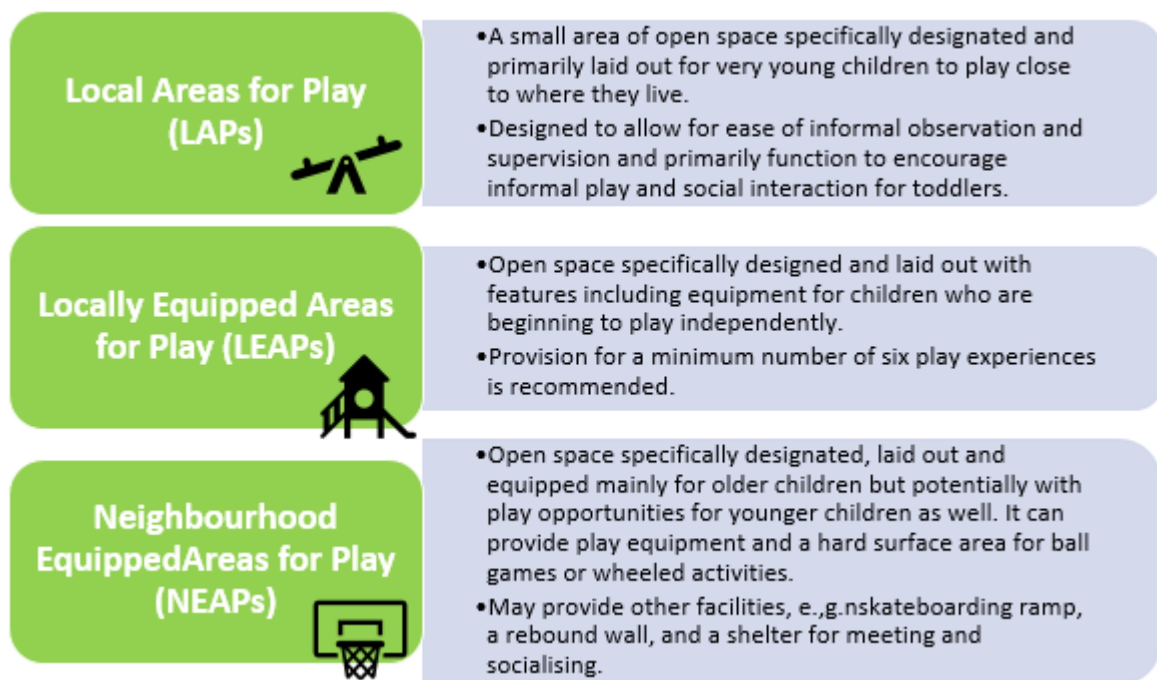 Local Areas for Play
(LAPs)
•A small area of open space specifically designated and
primarily laid out for very young children to play close
to where they live.
•Designed to allow for ease of informal observation and
supervision and primarily function to encourage
informal play and social interaction for toddlers.
Locally Equipped Areas
for Play (LEAPs)
•Open space specifically designed and laid out with
features including equipment for children who are
beginning to play independently.
•Provision for a minimum number of six play experiences
is recommended.
Neighbourhood
EquippedAreas for Play
(NEAPs)
•Open space specifically designated, laid out and
equipped mainly for older children but potentially with
play opportunities for younger children as well. It can
provide play equipment and a hard surface area for ball
games or wheeled activities.
•May provide other facilities, e.,g.nskateboarding ramp,
a rebound wall, and a shelter for meeting and
socialising.